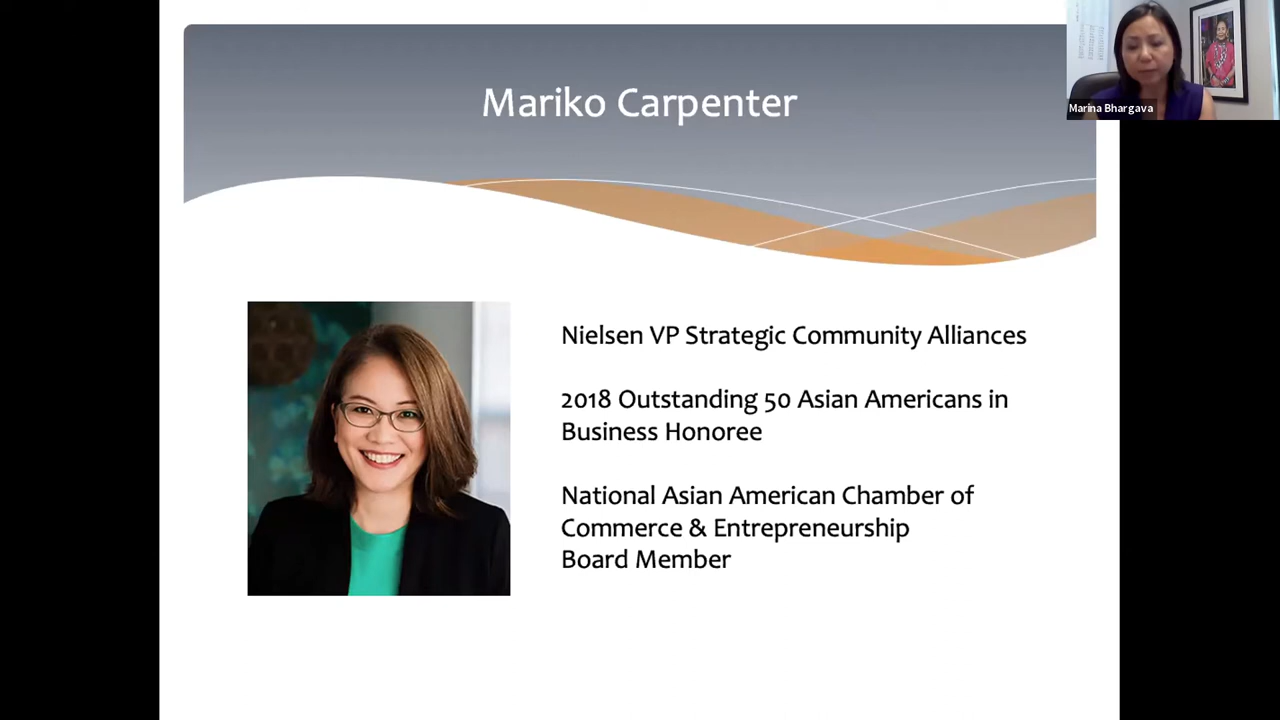 Mariko Carpenter
Marina Bhargava
Nielsen VP Strategic Community Alliances
2018 Outstanding 50 Asian Americans in
Business Honoree
National Asian American Chamber of
Commerce & Entrepreneurship
Board Member